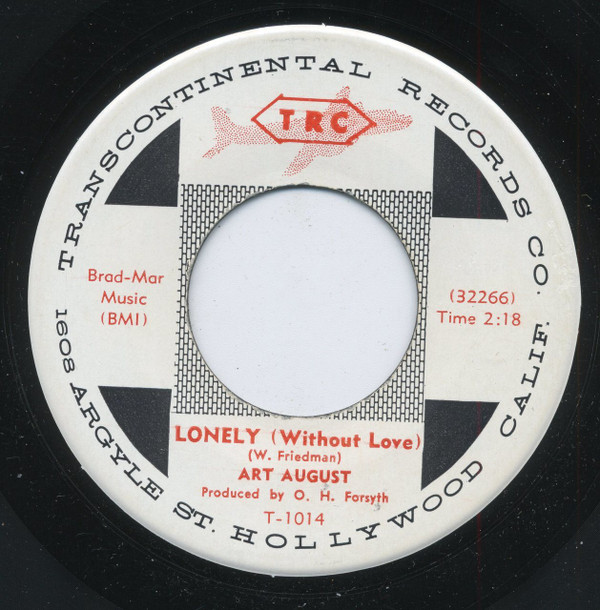 TRANSCONTINENTAL RECORDS CO.
TRC
Brad-Mar
Music
(BMI)
(32266)
Time 2:18
LONELY (Without Love)
(W. Friedman)
ART AUGUST
Produced by O. H. Forsyth
T-1014
1608 ARGYLE ST. HOLLYWOOD CALIF.